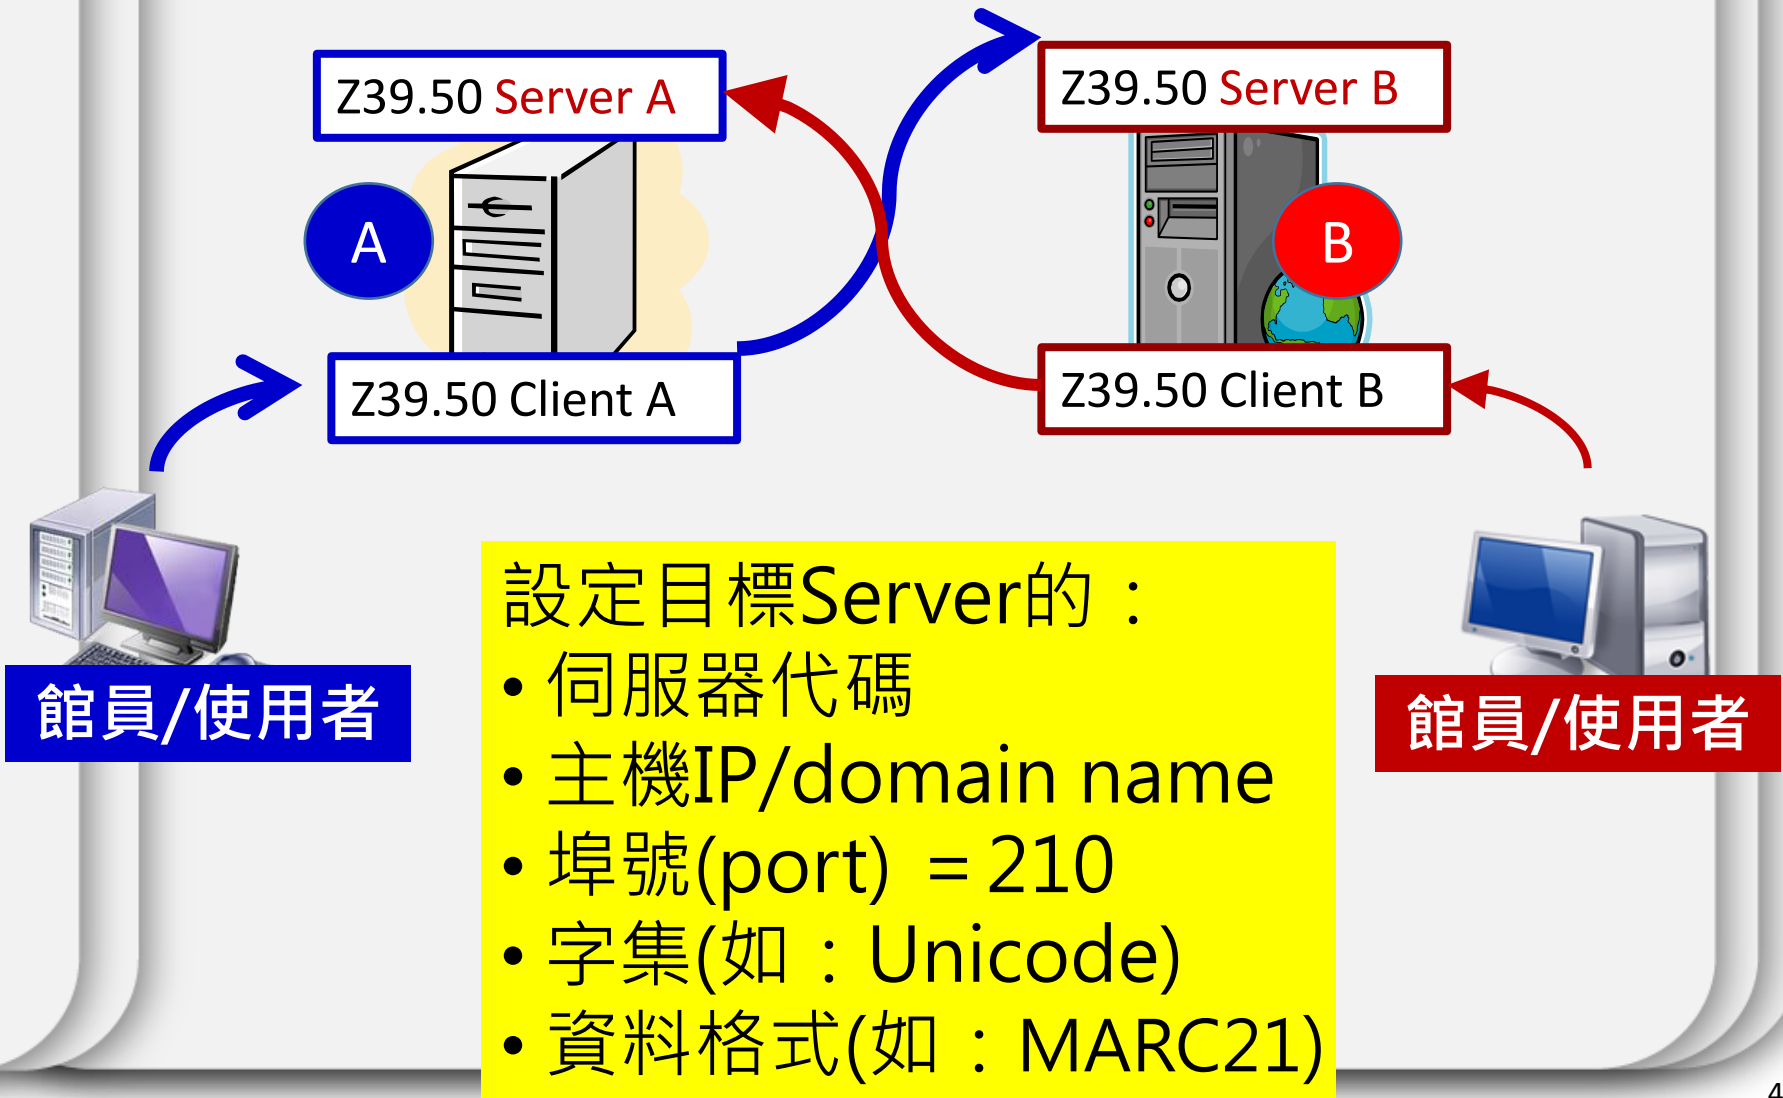 Z39.50 Server A
Z39.50 Server B
A
B
Z39.50 Client A
Z39.50 Client B
館員/使用者
館員/使用者
設定目標Server的：
• 伺服器代碼
• 主機IP/domain name
• 埠號(port) = 210
• 字集(如：Unicode)
• 資料格式(如：MARC21)
4